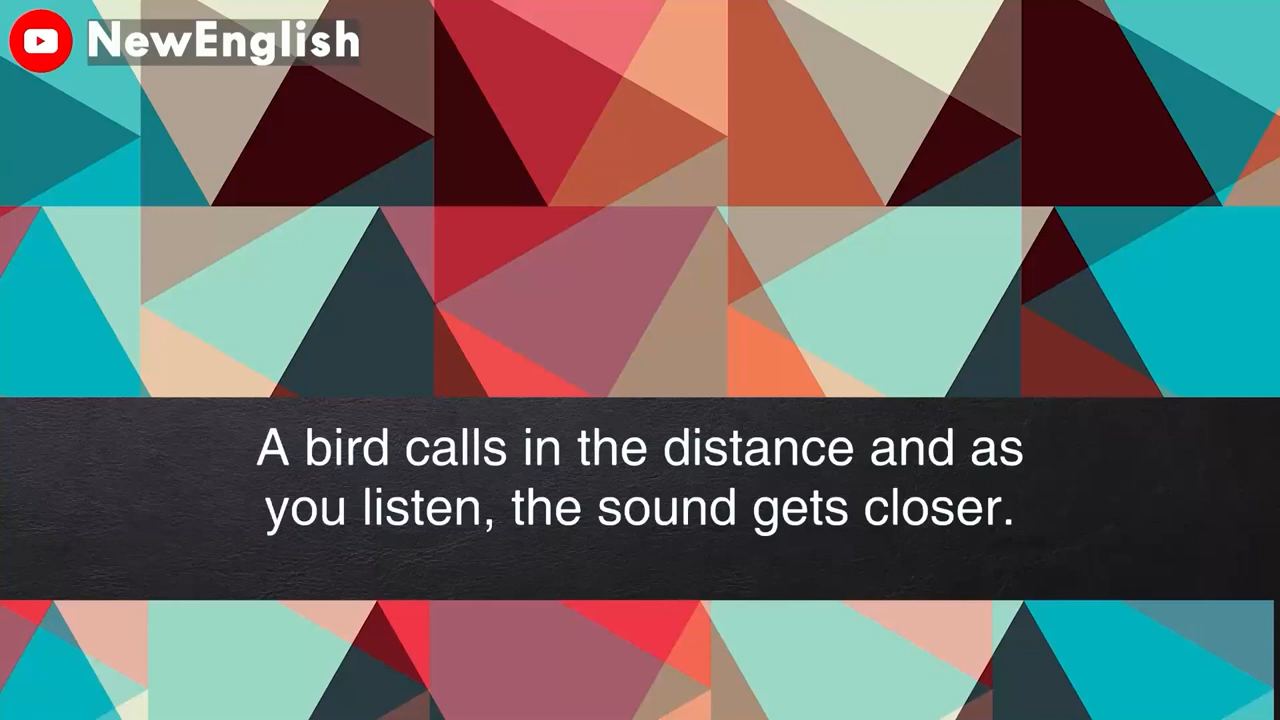 NewEnglish
A bird calls in the distance and as
you listen, the sound gets closer.